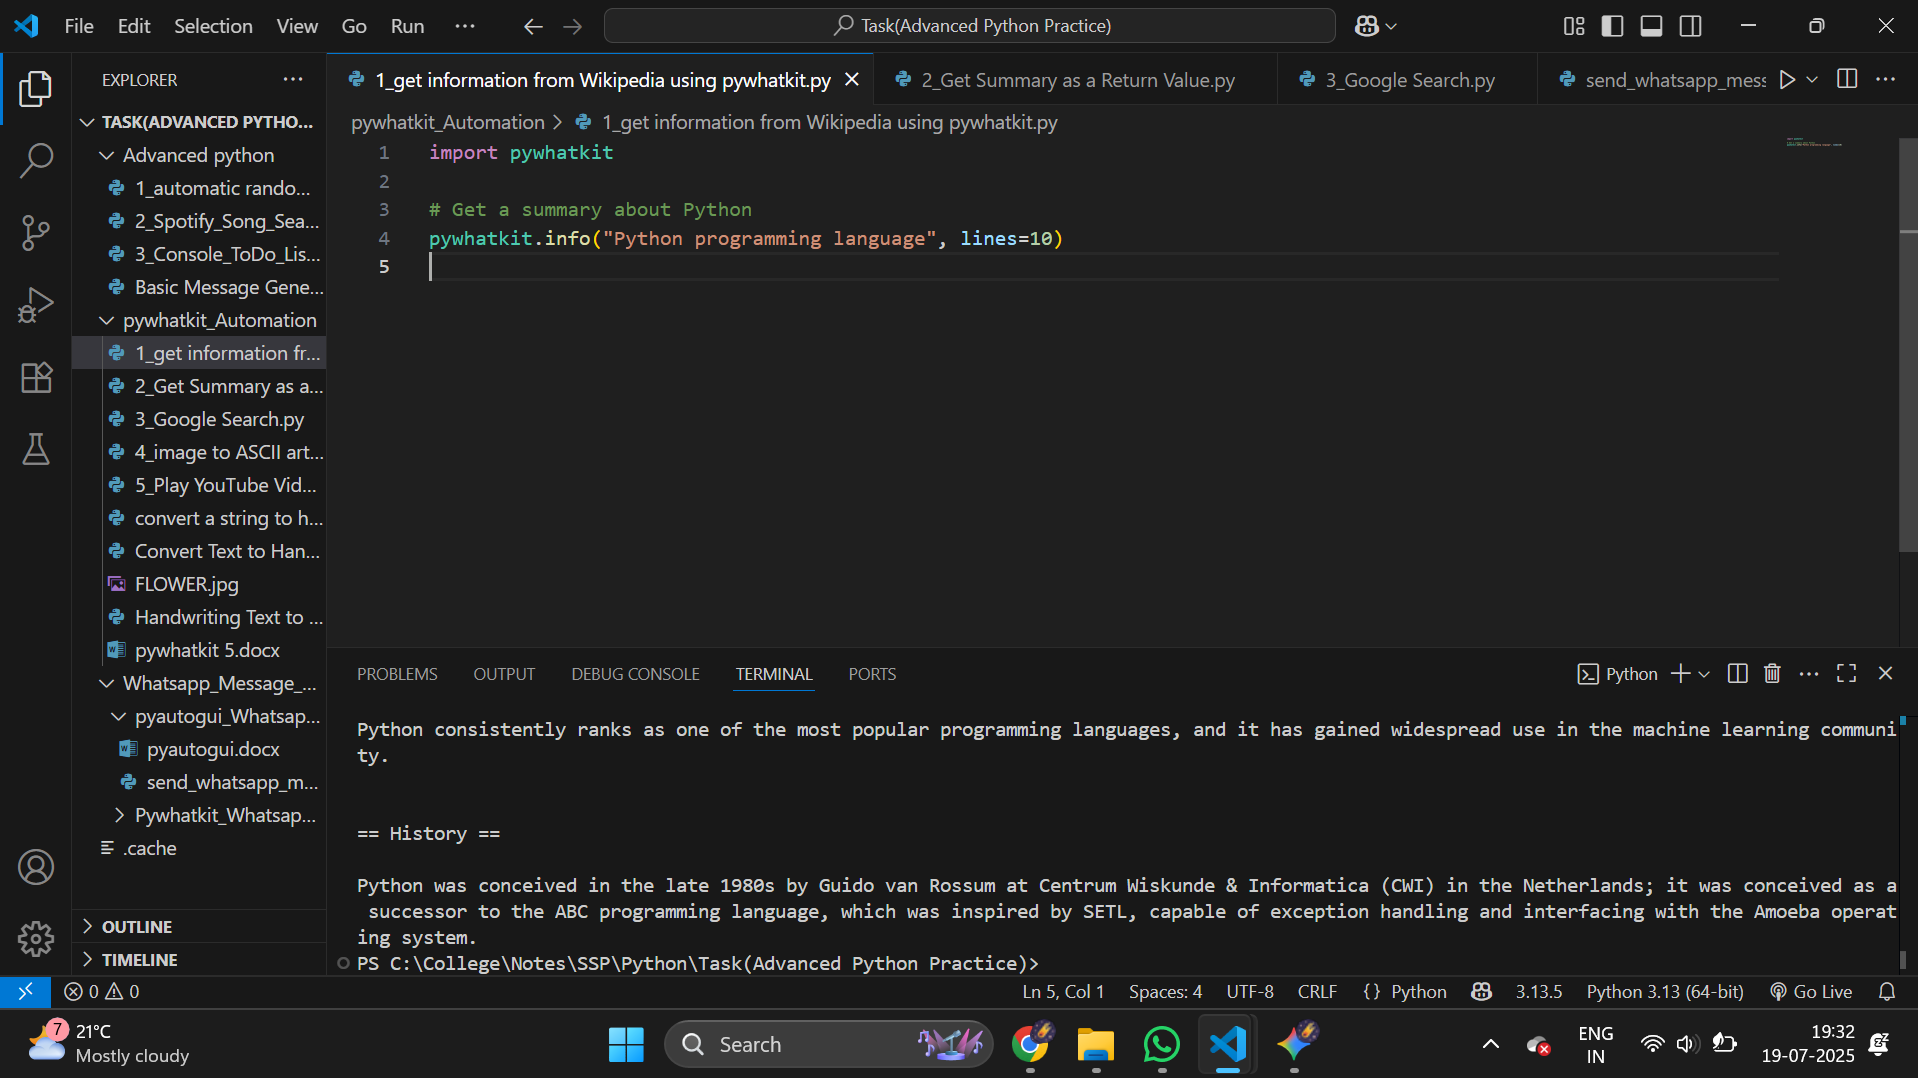 File Edit Selection View Go Run ...
Task(Advanced Python Practice)
EXPLORER ...
1_get information from Wikipedia using pywhatkit.py
2_Get Summary as a Return Value.py
3_Google Search.py
send_whatsapp_mess
TASK(ADVANCED PYTHO...
Advanced python
1_automatic rando...
2_Spotify_Song_Sea...
3_Console_ToDo_Lis...
Basic Message Gene...
pywhatkit_Automation
1_get information fr...
2_Get Summary as a...
3_Google Search.py
4_image to ASCII art...
5_Play YouTube Vid...
convert a string to h...
Convert Text to Han...
FLOWER.jpg
Handwriting Text to ...
pywhatkit 5.docx
Whatsapp_Message_...
pyautogui_Whatsap...
pyautogui.docx
send_whatsapp_m...
Pywhatkit_Whatsap...
.cache
OUTLINE
TIMELINE
pywhatkit_Automation > 1_get information from Wikipedia using pywhatkit.py
1 import pywhatkit
2
3 # Get a summary about Python
4 pywhatkit.info("Python programming language", lines=10)
5
PROBLEMS OUTPUT DEBUG CONSOLE TERMINAL PORTS
Python
Python consistently ranks as one of the most popular programming languages, and it has gained widespread use in the machine learning communi
ty.
== History ==
Python was conceived in the late 1980s by Guido van Rossum at Centrum Wiskunde & Informatica (CWI) in the Netherlands; it was conceived as a
successor to the ABC programming language, which was inspired by SETL, capable of exception handling and interfacing with the Amoeba operat
ing system.
PS C:\College\Notes\SSP\Python\Task(Advanced Python Practice)>
0 0
Ln 5, Col 1 Spaces: 4 UTF-8 CRLF {} Python 3.13.5 Python 3.13 (64-bit) Go Live
7
21°C
Mostly cloudy
Search
ENG
IN
19:32
19-07-2025